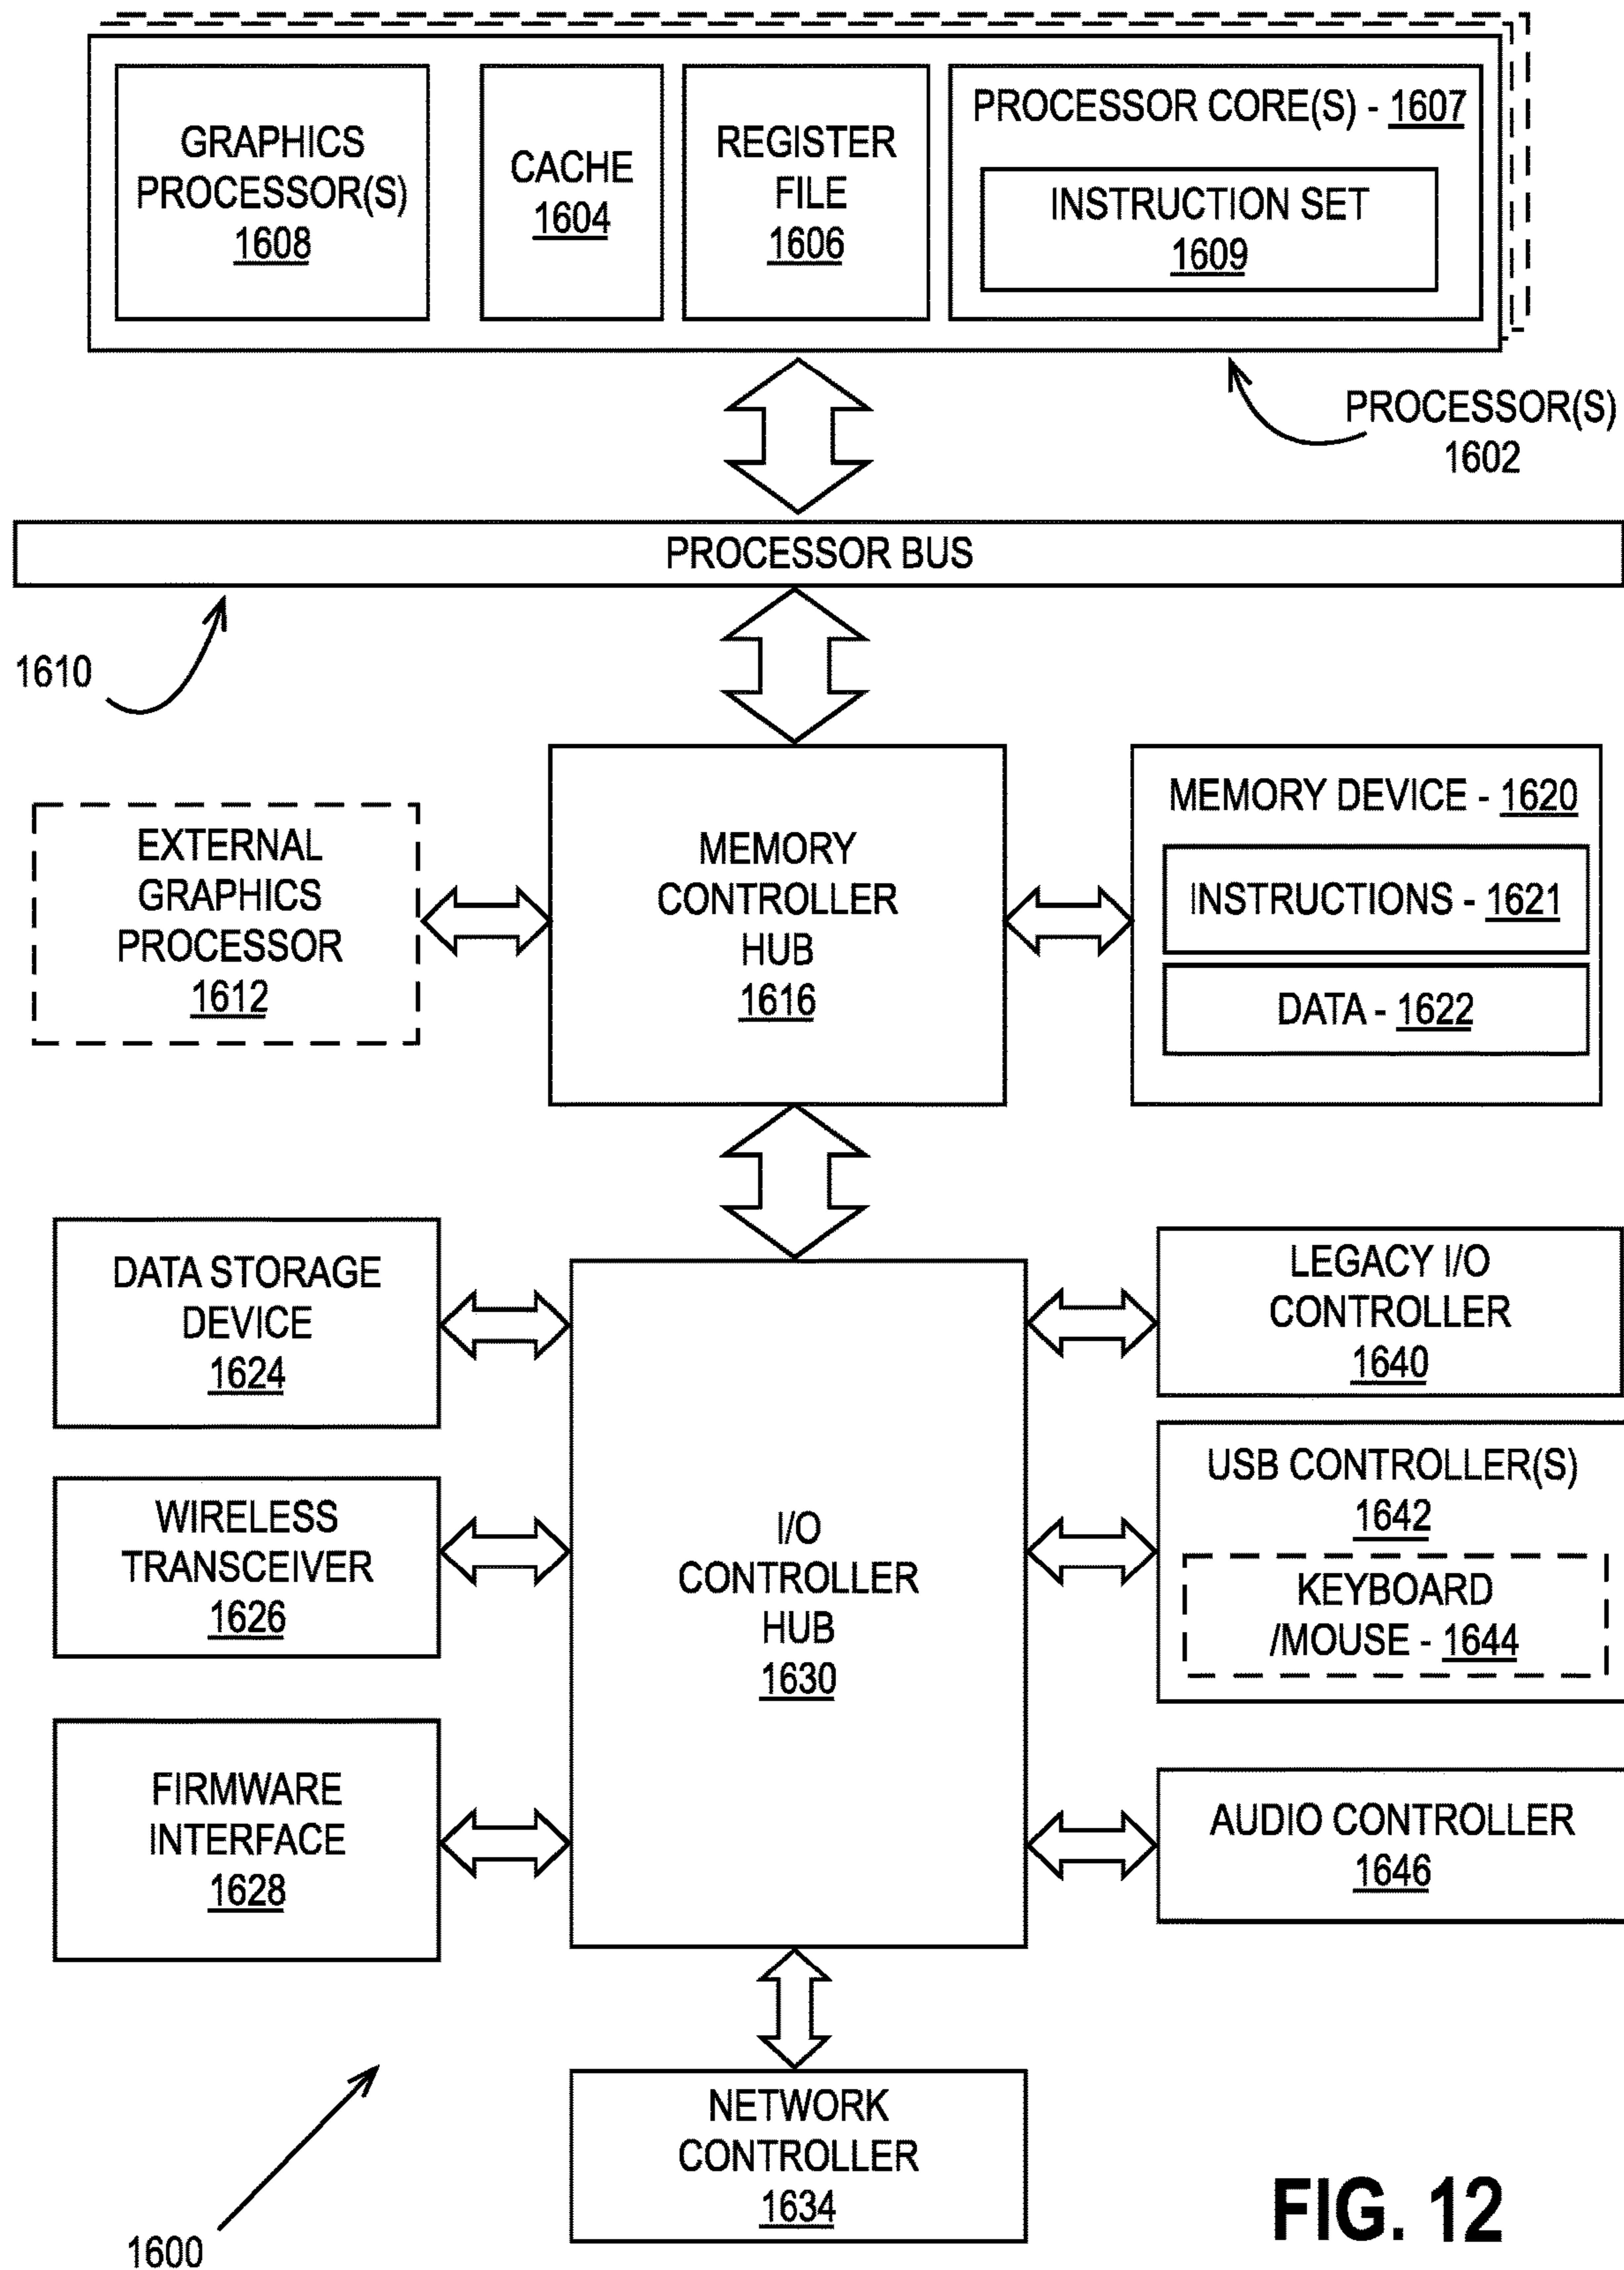 GRAPHICS
PROCESSOR(S)
1608
CACHE
1604
REGISTER
FILE
1606
PROCESSOR CORE(S) - 1607
INSTRUCTION SET
1609
PROCESSOR(S)
1602
PROCESSOR BUS
1610
EXTERNAL
GRAPHICS
PROCESSOR
1612
MEMORY
CONTROLLER
HUB
1616
MEMORY DEVICE - 1620
INSTRUCTIONS - 1621
DATA - 1622
DATA STORAGE
DEVICE
1624
WIRELESS
TRANSCEIVER
1626
FIRMWARE
INTERFACE
1628
I/O
CONTROLLER
HUB
1630
LEGACY I/O
CONTROLLER
1640
USB CONTROLLER(S)
1642
KEYBOARD
/MOUSE - 1644
AUDIO CONTROLLER
1646
NETWORK
CONTROLLER
1634
1600
FIG. 12